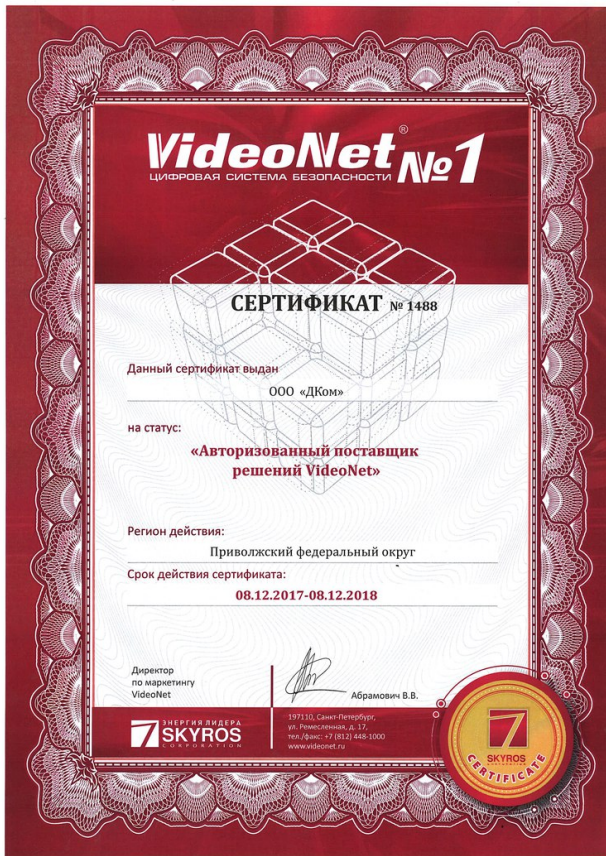 VideoNet® №1
ЦИФРОВАЯ СИСТЕМА БЕЗОПАСНОСТИ
СЕРТИФИКАТ № 1488
Данный сертификат выдан
ООО «ДКом»
на статус:
«Авторизованный поставщик
решений VideoNet»
Регион действия:
Приволжский федеральный округ
Срок действия сертификата:
08.12.2017-08.12.2018
Директор
по маркетингу
VideoNet
Абрамович В.В.
ЭНЕРГИЯ ЛИДЕРА
7 SKYROS
CORPORATION
197110, Санкт-Петербург,
ул. Ремесленная, д. 17,
тел./факс: +7 (812) 448-1000
www.videonet.ru
7
SKYROS
CORPORATION
CERTIFICATE